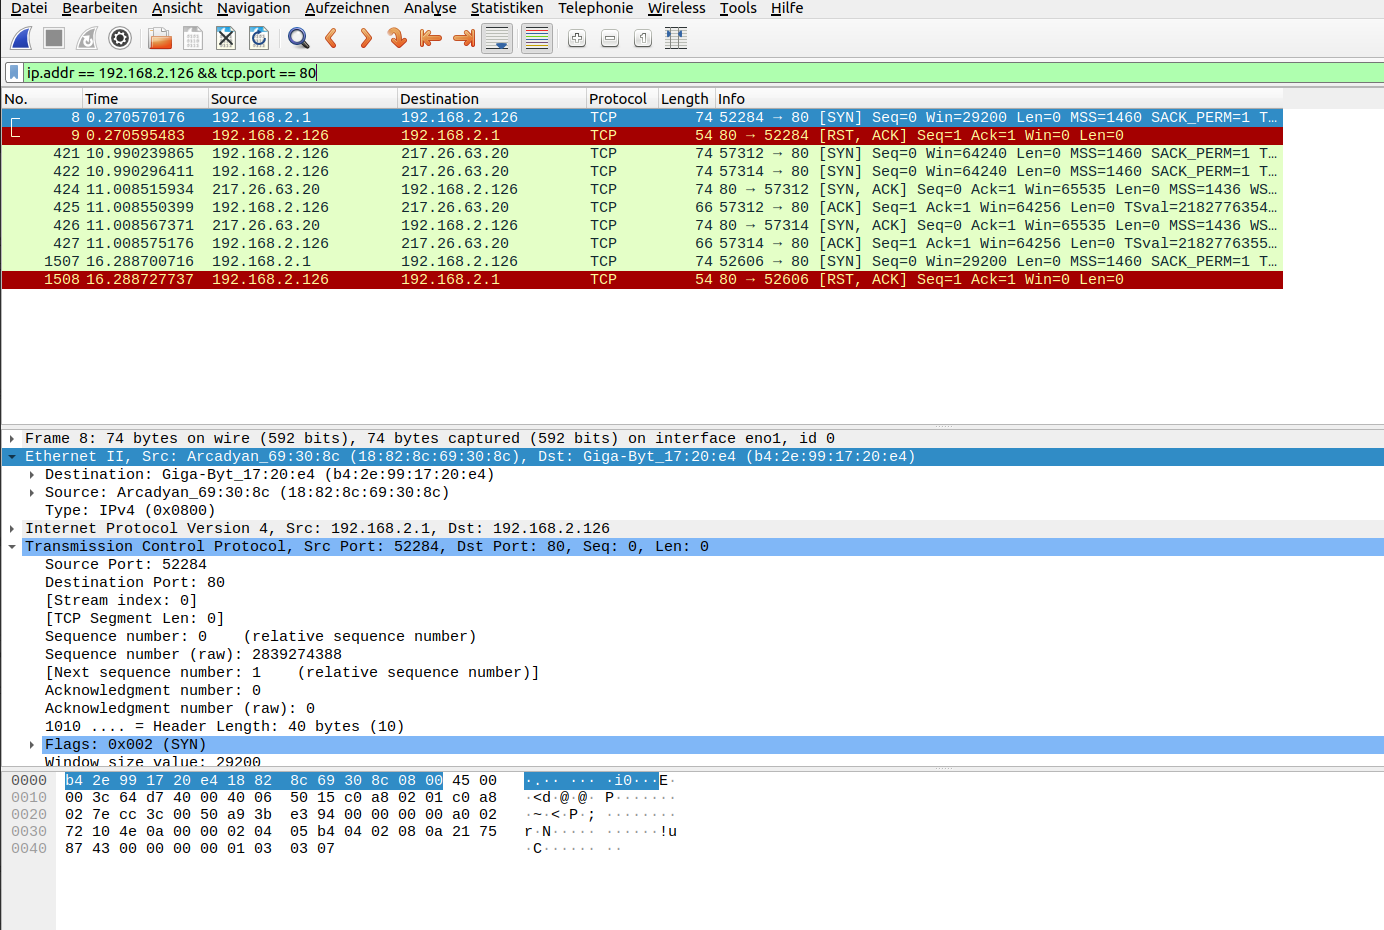 Datei Bearbeiten Ansicht Navigation Aufzeichnen Analyse Statistiken Telephonie Wireless Tools Hilfe
ip.addr == 192.168.2.126 && tcp.port == 80
No. Time Source Destination Protocol Length Info
8 0.270570176 192.168.2.1 192.168.2.126 TCP 74 52284 → 80 [SYN] Seq=0 Win=29200 Len=0 MSS=1460 SACK_PERM=1 T…
9 0.270595483 192.168.2.126 192.168.2.1 TCP 54 80 → 52284 [RST, ACK] Seq=1 Ack=1 Win=0 Len=0
421 10.990239865 192.168.2.126 217.26.63.20 TCP 74 57312 → 80 [SYN] Seq=0 Win=64240 Len=0 MSS=1460 SACK_PERM=1 T…
422 10.990296411 192.168.2.126 217.26.63.20 TCP 74 57314 → 80 [SYN] Seq=0 Win=64240 Len=0 MSS=1460 SACK_PERM=1 T…
424 11.008515934 217.26.63.20 192.168.2.126 TCP 74 80 → 57312 [SYN, ACK] Seq=0 Ack=1 Win=65535 Len=0 MSS=1436 WS…
425 11.008550399 192.168.2.126 217.26.63.20 TCP 66 57312 → 80 [ACK] Seq=1 Ack=1 Win=64256 Len=0 TSval=2182776354…
426 11.008567371 217.26.63.20 192.168.2.126 TCP 74 80 → 57314 [SYN, ACK] Seq=0 Ack=1 Win=65535 Len=0 MSS=1436 WS…
427 11.008575176 192.168.2.126 217.26.63.20 TCP 66 57314 → 80 [ACK] Seq=1 Ack=1 Win=64256 Len=0 TSval=2182776355…
1507 16.288700716 192.168.2.1 192.168.2.126 TCP 74 52606 → 80 [SYN] Seq=0 Win=29200 Len=0 MSS=1460 SACK_PERM=1 T…
1508 16.288727737 192.168.2.126 192.168.2.1 TCP 54 80 → 52606 [RST, ACK] Seq=1 Ack=1 Win=0 Len=0
Frame 8: 74 bytes on wire (592 bits), 74 bytes captured (592 bits) on interface eno1, id 0
Ethernet II, Src: Arcadyan_69:30:8c (18:82:8c:69:30:8c), Dst: Giga-Byt_17:20:e4 (b4:2e:99:17:20:e4)
Destination: Giga-Byt_17:20:e4 (b4:2e:99:17:20:e4)
Source: Arcadyan_69:30:8c (18:82:8c:69:30:8c)
Type: IPv4 (0x0800)
Internet Protocol Version 4, Src: 192.168.2.1, Dst: 192.168.2.126
Transmission Control Protocol, Src Port: 52284, Dst Port: 80, Seq: 0, Len: 0
Source Port: 52284
Destination Port: 80
[Stream index: 0]
[TCP Segment Len: 0]
Sequence number: 0 (relative sequence number)
Sequence number (raw): 2839274388
[Next sequence number: 1 (relative sequence number)]
Acknowledgment number: 0
Acknowledgment number (raw): 0
1010 .... = Header Length: 40 bytes (10)
Flags: 0x002 (SYN)
Window size value: 29200
0000 b4 2e 99 17 20 e4 18 82 8c 69 30 8c 08 00 45 00 ·.·· ··· ·i0···E·
0010 00 3c 64 d7 40 00 40 06 50 15 c0 a8 02 01 c0 a8 ·<d·@·@· P·······
0020 02 7e cc 3c 00 50 a9 3b e3 94 00 00 00 00 a0 02 ·~·<·P·; ········
0030 72 10 4e 0a 00 00 02 04 05 b4 04 02 08 0a 21 75 r·N····· ······!u
0040 87 43 00 00 00 00 01 03 03 07 ·C······ ··